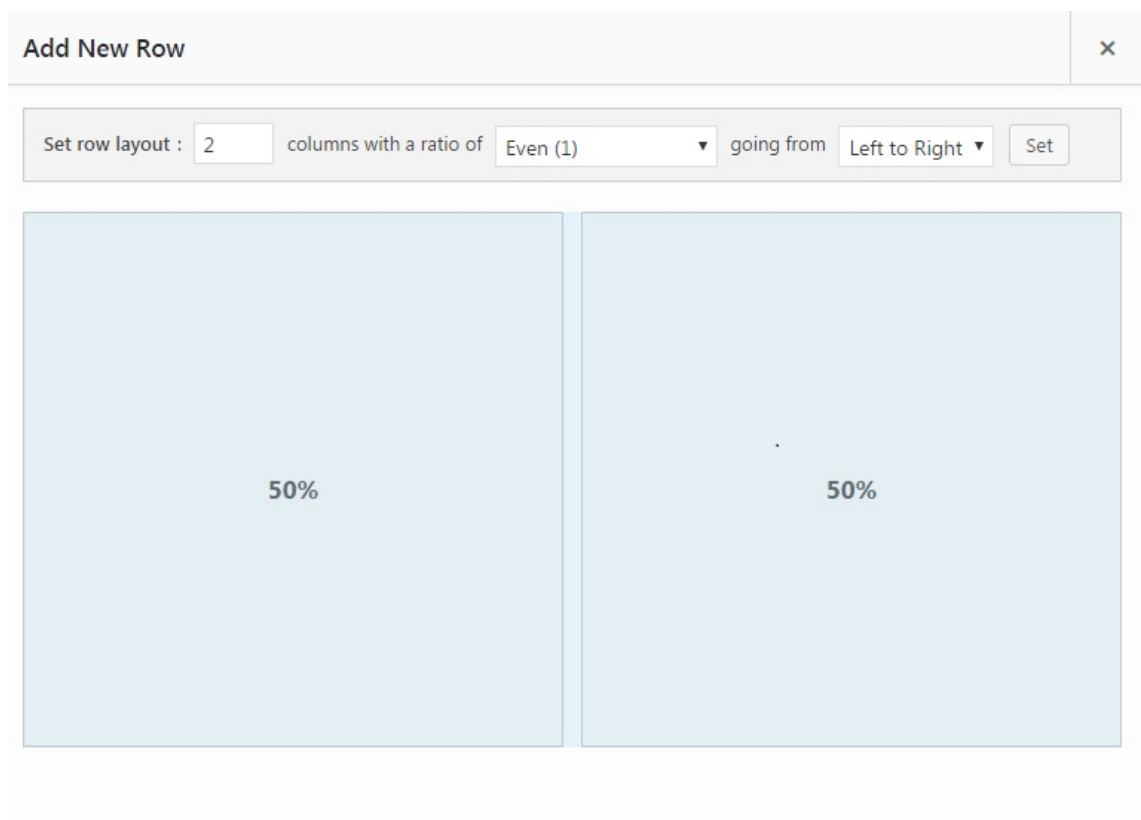 Add New Row
Set row layout : 2 columns with a ratio of Even (1) going from Left to Right Set
50% 50%